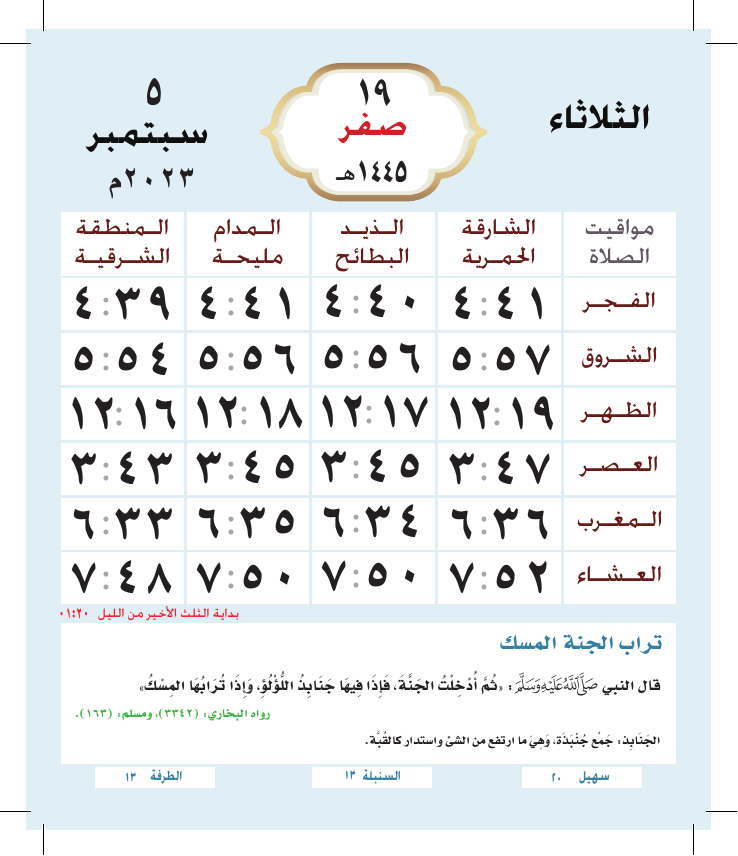 الثلاثاء
١٩
صفر
١٤٤٥هـ
٥
سبتمبر
٢٠٢٣م
مواقيت الصلاة | الشارقة الحمرية | الذيد البطائح | المدام مليحة | المنطقة الشرقية
الفجر ٤:٤١ ٤:٤٠ ٤:٤١ ٤:٣٩
الشروق ٥:٥٧ ٥:٥٦ ٥:٥٦ ٥:٥٤
الظهر ١٢:١٩ ١٢:١٧ ١٢:١٨ ١٢:١٦
العصر ٣:٤٧ ٣:٤٥ ٣:٤٥ ٣:٤٣
المغرب ٦:٣٦ ٦:٣٤ ٦:٣٥ ٦:٣٣
العشاء ٧:٥٢ ٧:٥٠ ٧:٥٠ ٧:٤٨
بداية الثلث الأخير من الليل ٠١:٢٠
تراب الجنة المسك
قال النبي صَلَّى اللَّهُ عَلَيْهِ وَسَلَّمَ: «ثُمَّ أُدْخِلْتُ الجَنَّةَ، فَإِذَا فِيهَا جَنَابِذُ اللُّؤْلُؤِ، وَإِذَا تُرَابُهَا المِسْكُ»
رواه البخاري: (٣٣٤٢)، ومسلم: (١٦٣).
الجَنَابِذ: جَمْع جُنْبَذَة، وَهِيَ ما ارتفع من الشئ واستدار كالقُبَّة.
سهيل ٢٠
السنبلة ١٣
الطرفة ١٣